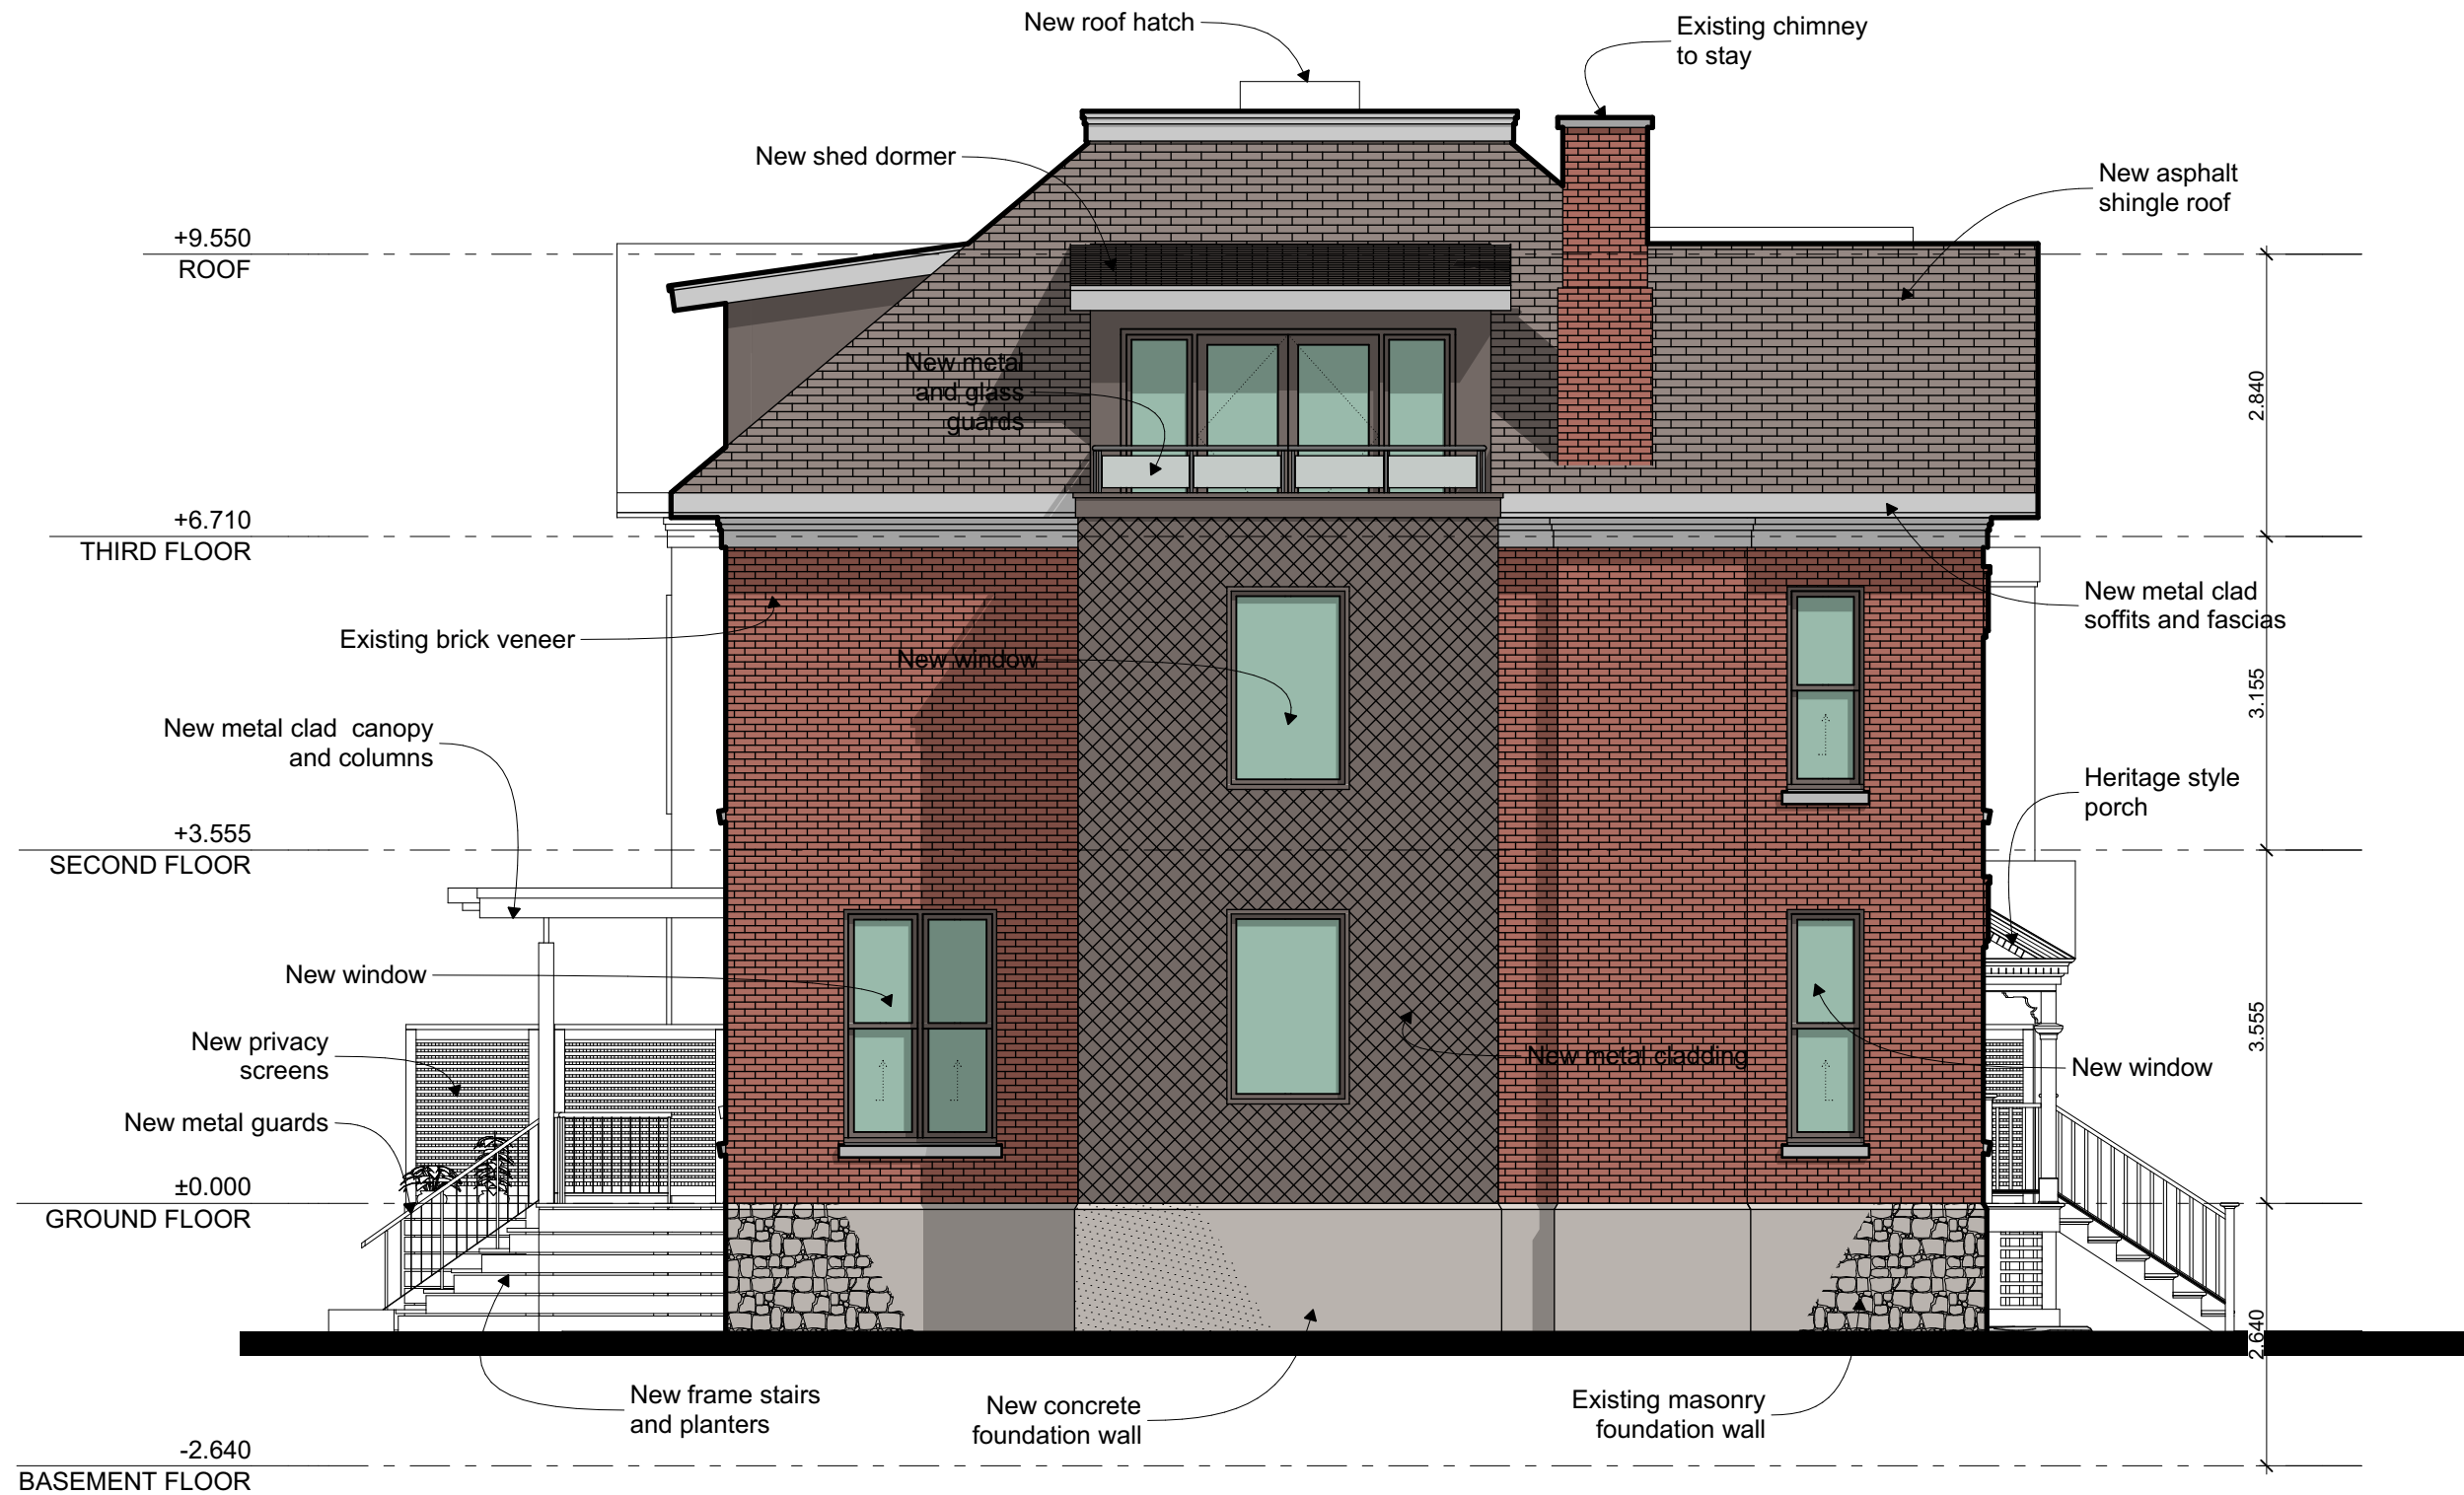 New roof hatch
Existing chimney
to stay
New shed dormer
New asphalt
shingle roof
+9.550
ROOF
New metal
and glass
guards
2.840
+6.710
THIRD FLOOR
New metal clad
soffits and fascias
Existing brick veneer
New window
3.155
New metal clad  canopy
and columns
Heritage style
porch
+3.555
SECOND FLOOR
New window
3.555
New privacy
screens
New metal cladding
New window
New metal guards
±0.000
GROUND FLOOR
2.640
New frame stairs
and planters
New concrete
foundation wall
Existing masonry
foundation wall
-2.640
BASEMENT FLOOR